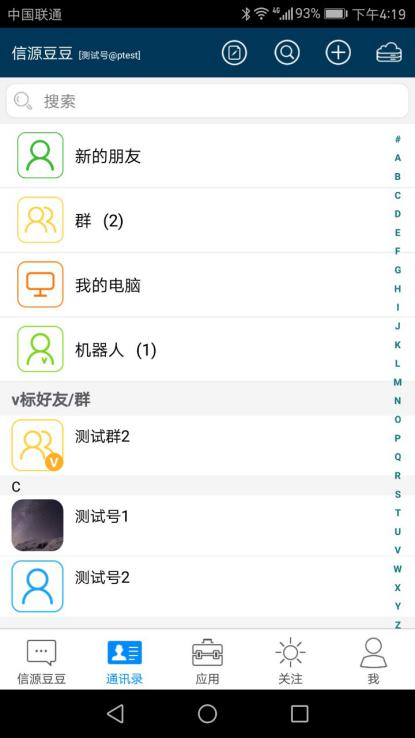 中国联通 4G 93% 下午4:19
信源豆豆 [测试号@ptest]
搜索
新的朋友
群 (2)
我的电脑
机器人 (1)
v标好友/群
测试群2
V
C
测试号1
测试号2
#
A
B
C
D
E
F
G
H
I
J
K
L
M
N
O
P
Q
R
S
T
U
V
W
X
Y
Z
信源豆豆 通讯录 应用 关注 我